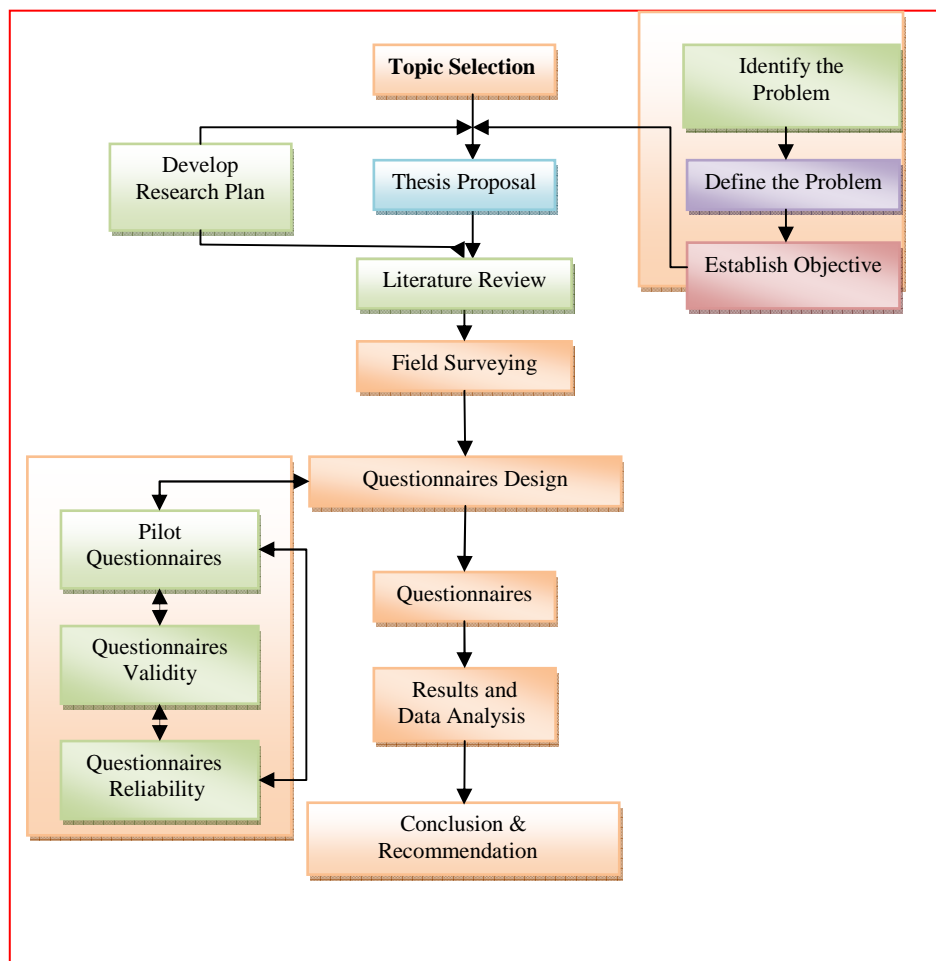 Topic Selection
Identify the
Problem
Develop
Research Plan
Thesis Proposal
Define the Problem
Literature Review
Establish Objective
Field Surveying
Questionnaires Design
Pilot
Questionnaires
Questionnaires
Questionnaires
Validity
Results and
Data Analysis
Questionnaires
Reliability
Conclusion &
Recommendation